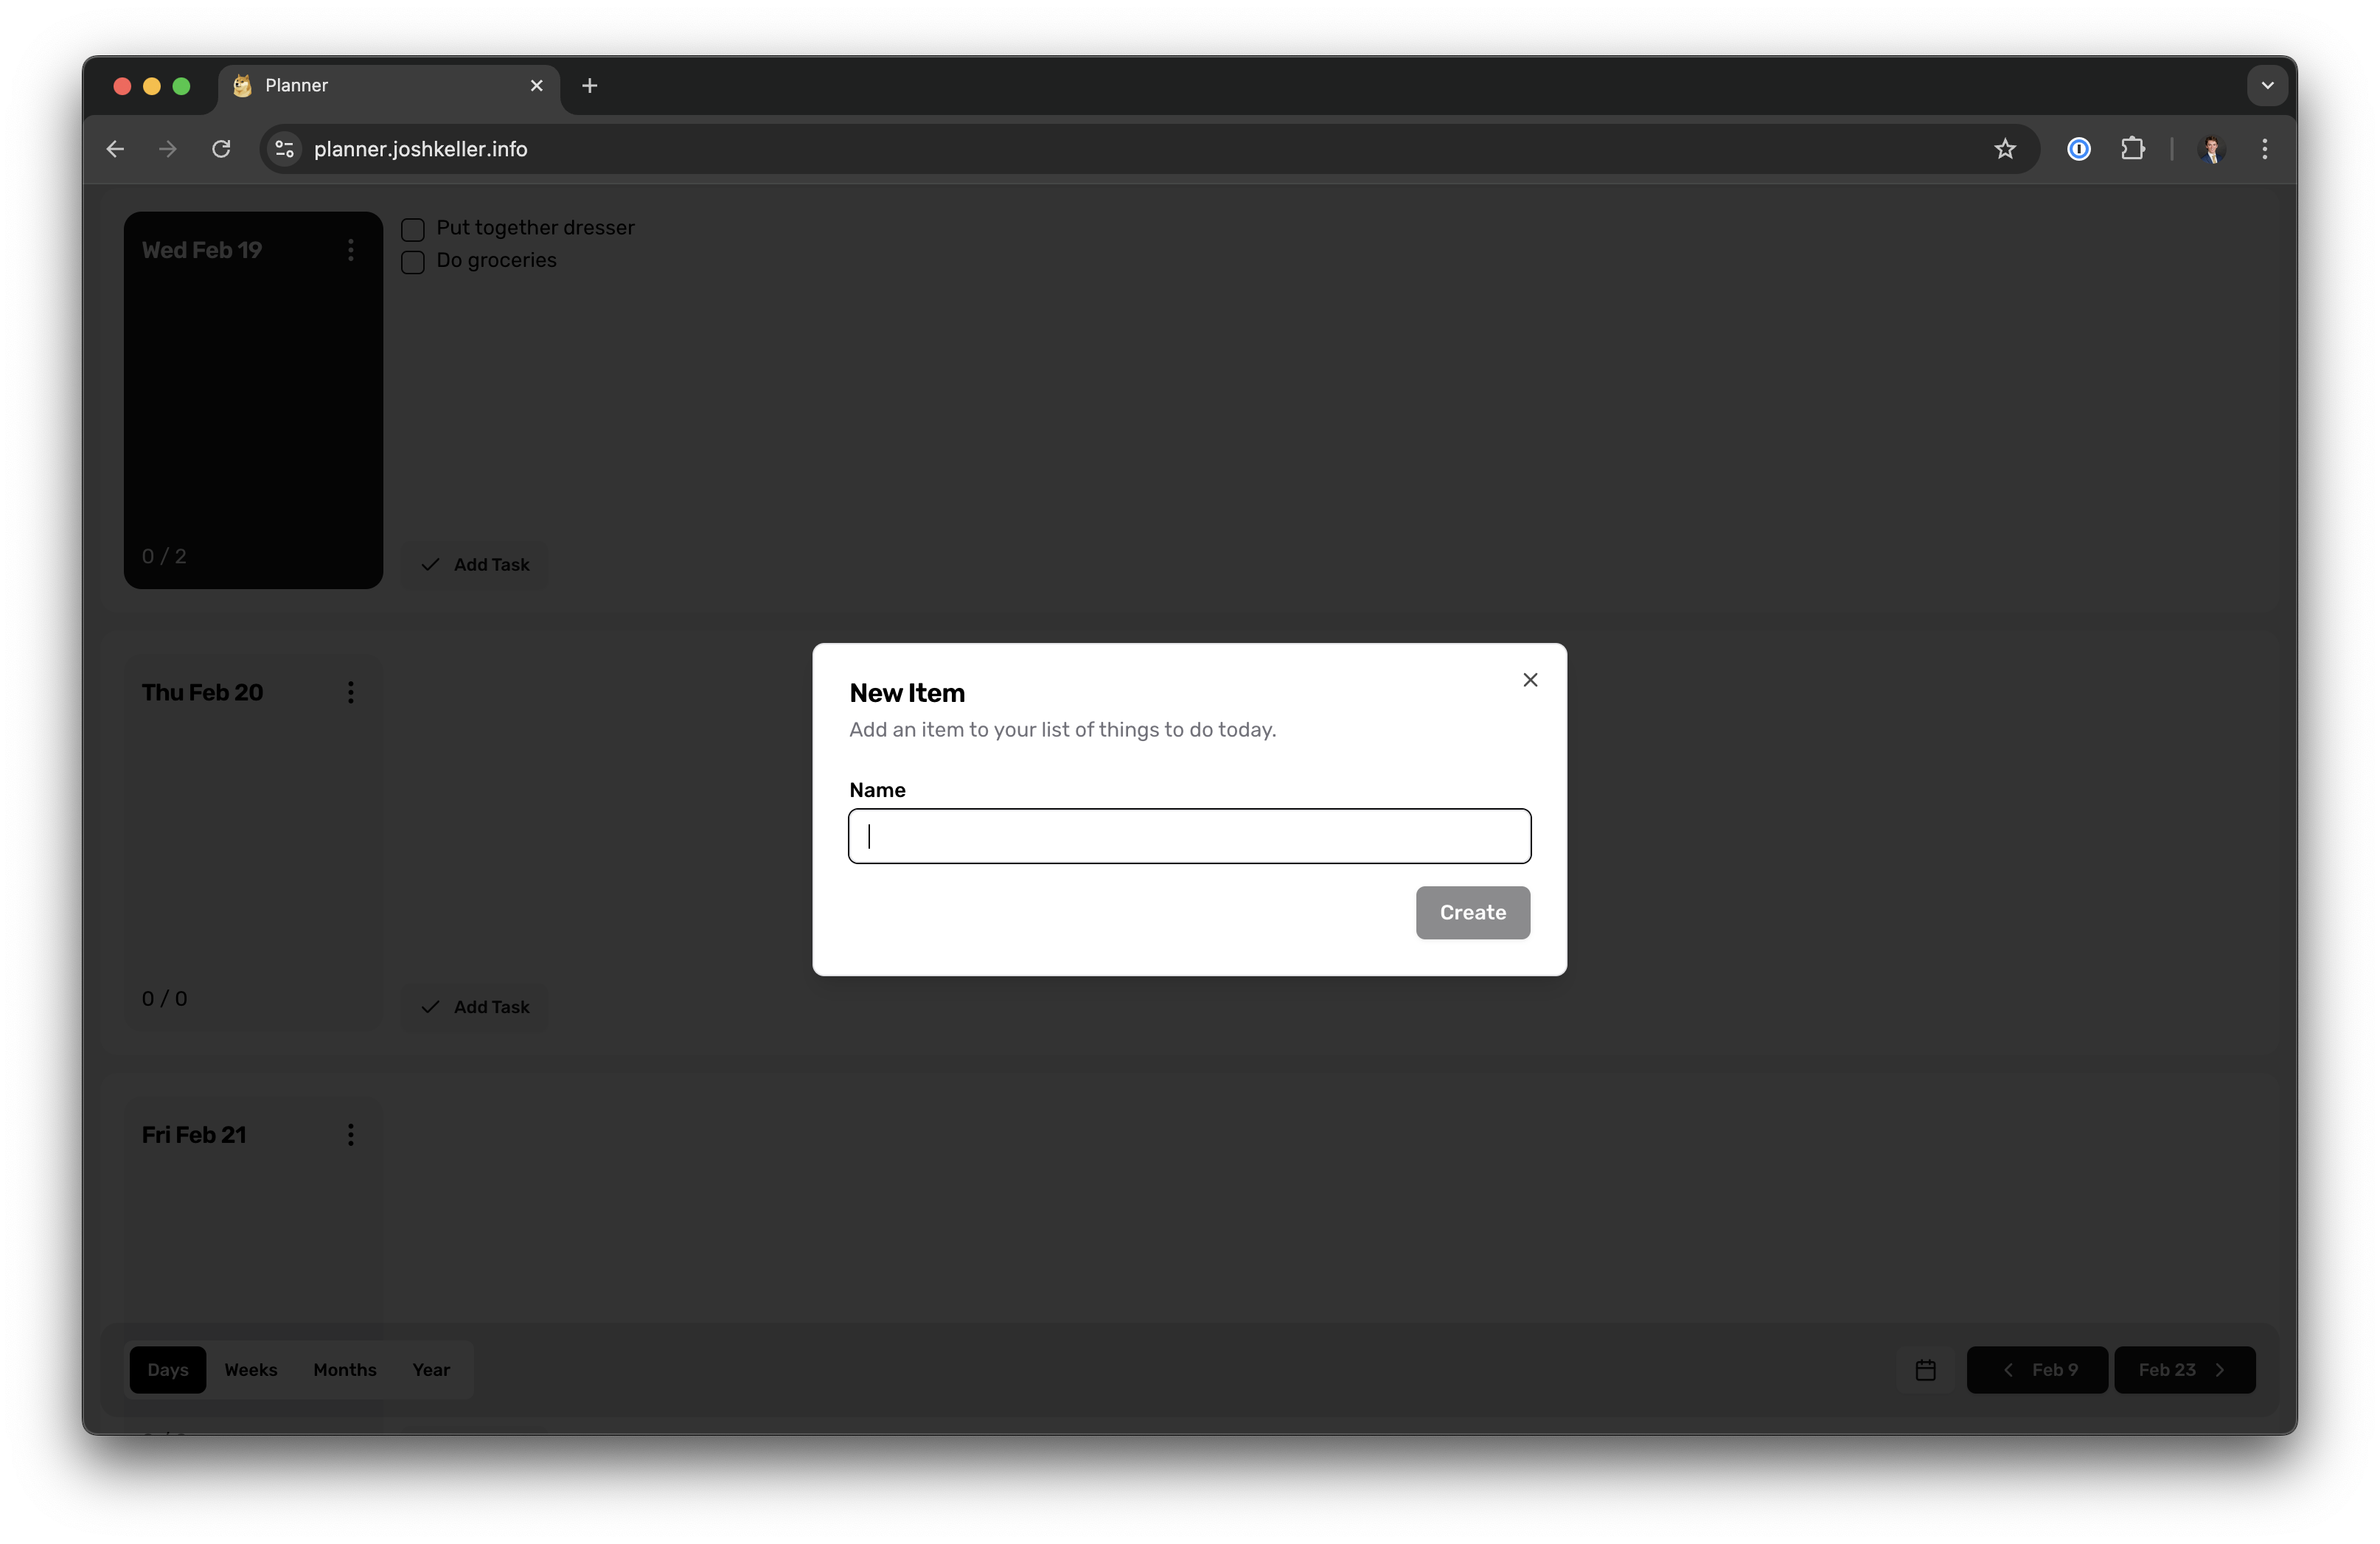 Planner
planner.joshkeller.info
Wed Feb 19
Put together dresser
Do groceries
0 / 2
Add Task
Thu Feb 20
0 / 0
Add Task
New Item
Add an item to your list of things to do today.
Name
Create
Fri Feb 21
Days
Weeks
Months
Year
Feb 9
Feb 23